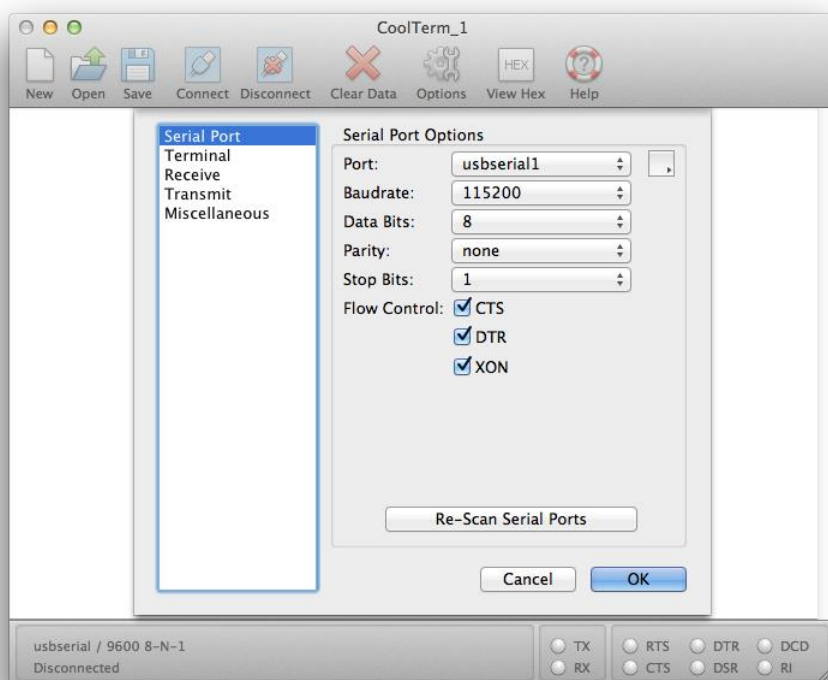 CoolTerm_1
New Open Save Connect Disconnect Clear Data Options HEX View Hex Help
Serial Port
Terminal
Receive
Transmit
Miscellaneous
Serial Port Options
Port: usbserial1
Baudrate: 115200
Data Bits: 8
Parity: none
Stop Bits: 1
Flow Control: CTS
DTR
XON
Re-Scan Serial Ports
Cancel OK
usbserial / 9600 8-N-1
Disconnected
TX RTS DTR DCD
RX CTS DSR RI